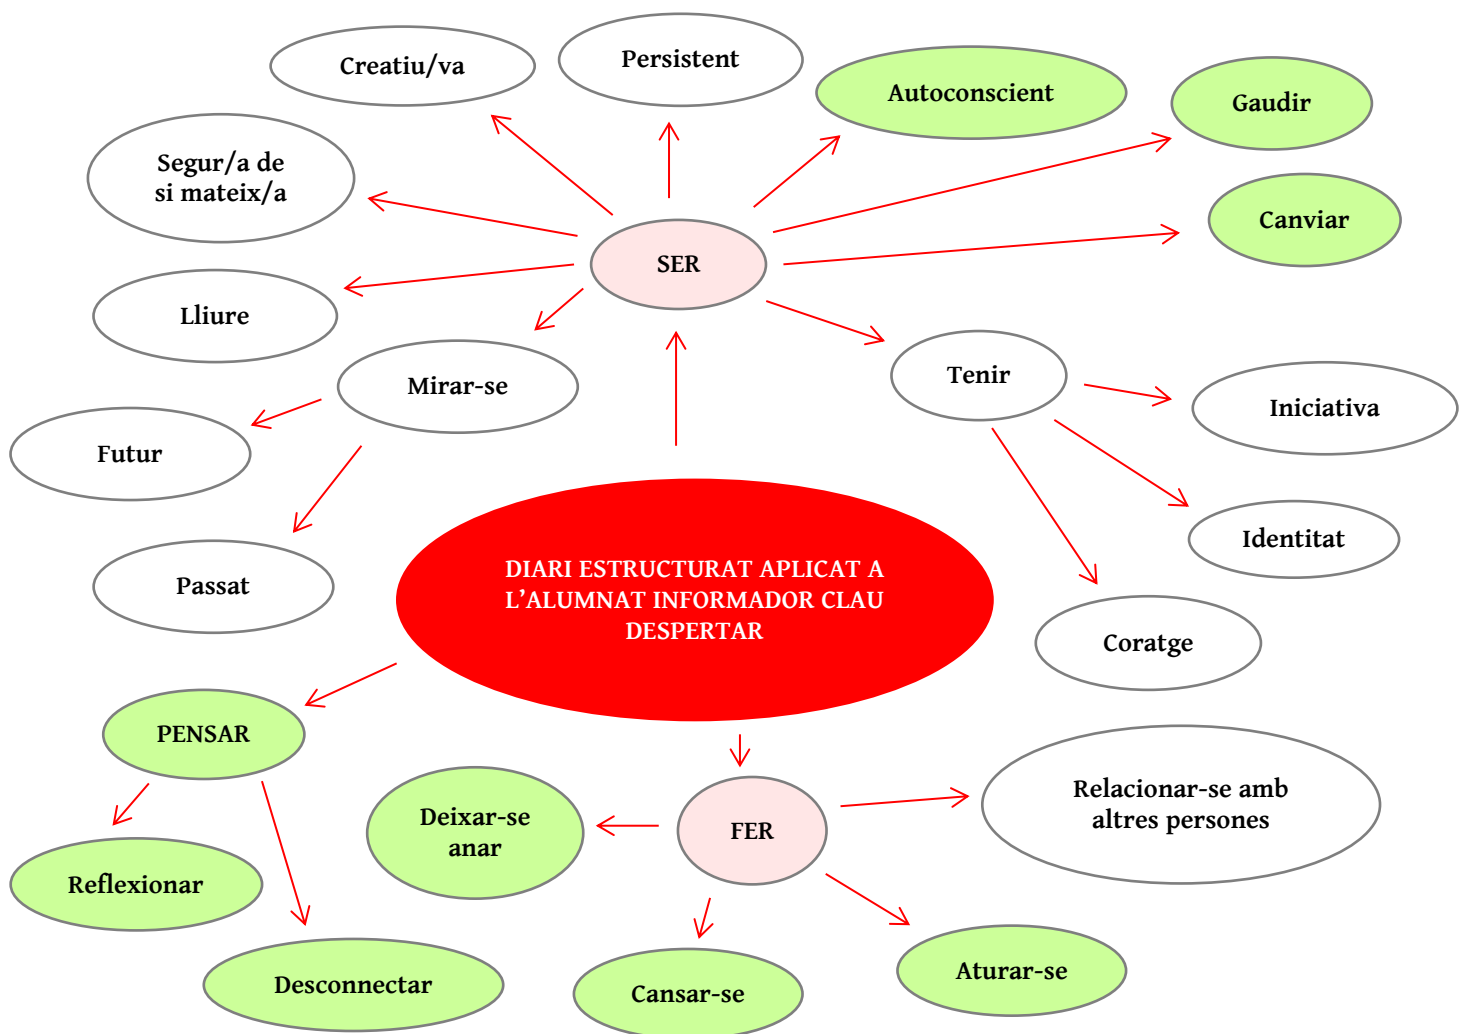 Creatiu/va
Persistent
Autoconscient
Gaudir
Segur/a de
si mateix/a
Canviar
SER
Lliure
Mirar-se
Tenir
Iniciativa
Futur
Identitat
Passat
DIARI ESTRUCTURAT APLICAT A
L’ALUMNAT INFORMADOR CLAU
DESPERTAR
Coratge
PENSAR
Relacionar-se amb
altres persones
Deixar-se
anar
FER
Reflexionar
Desconnectar
Cansar-se
Aturar-se